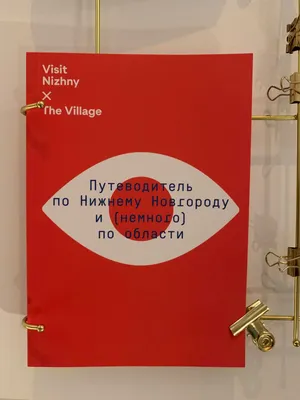 Visit
Nizhny
×
The Village
Путеводитель
по Нижнему Новгороду
и (немного)
по области